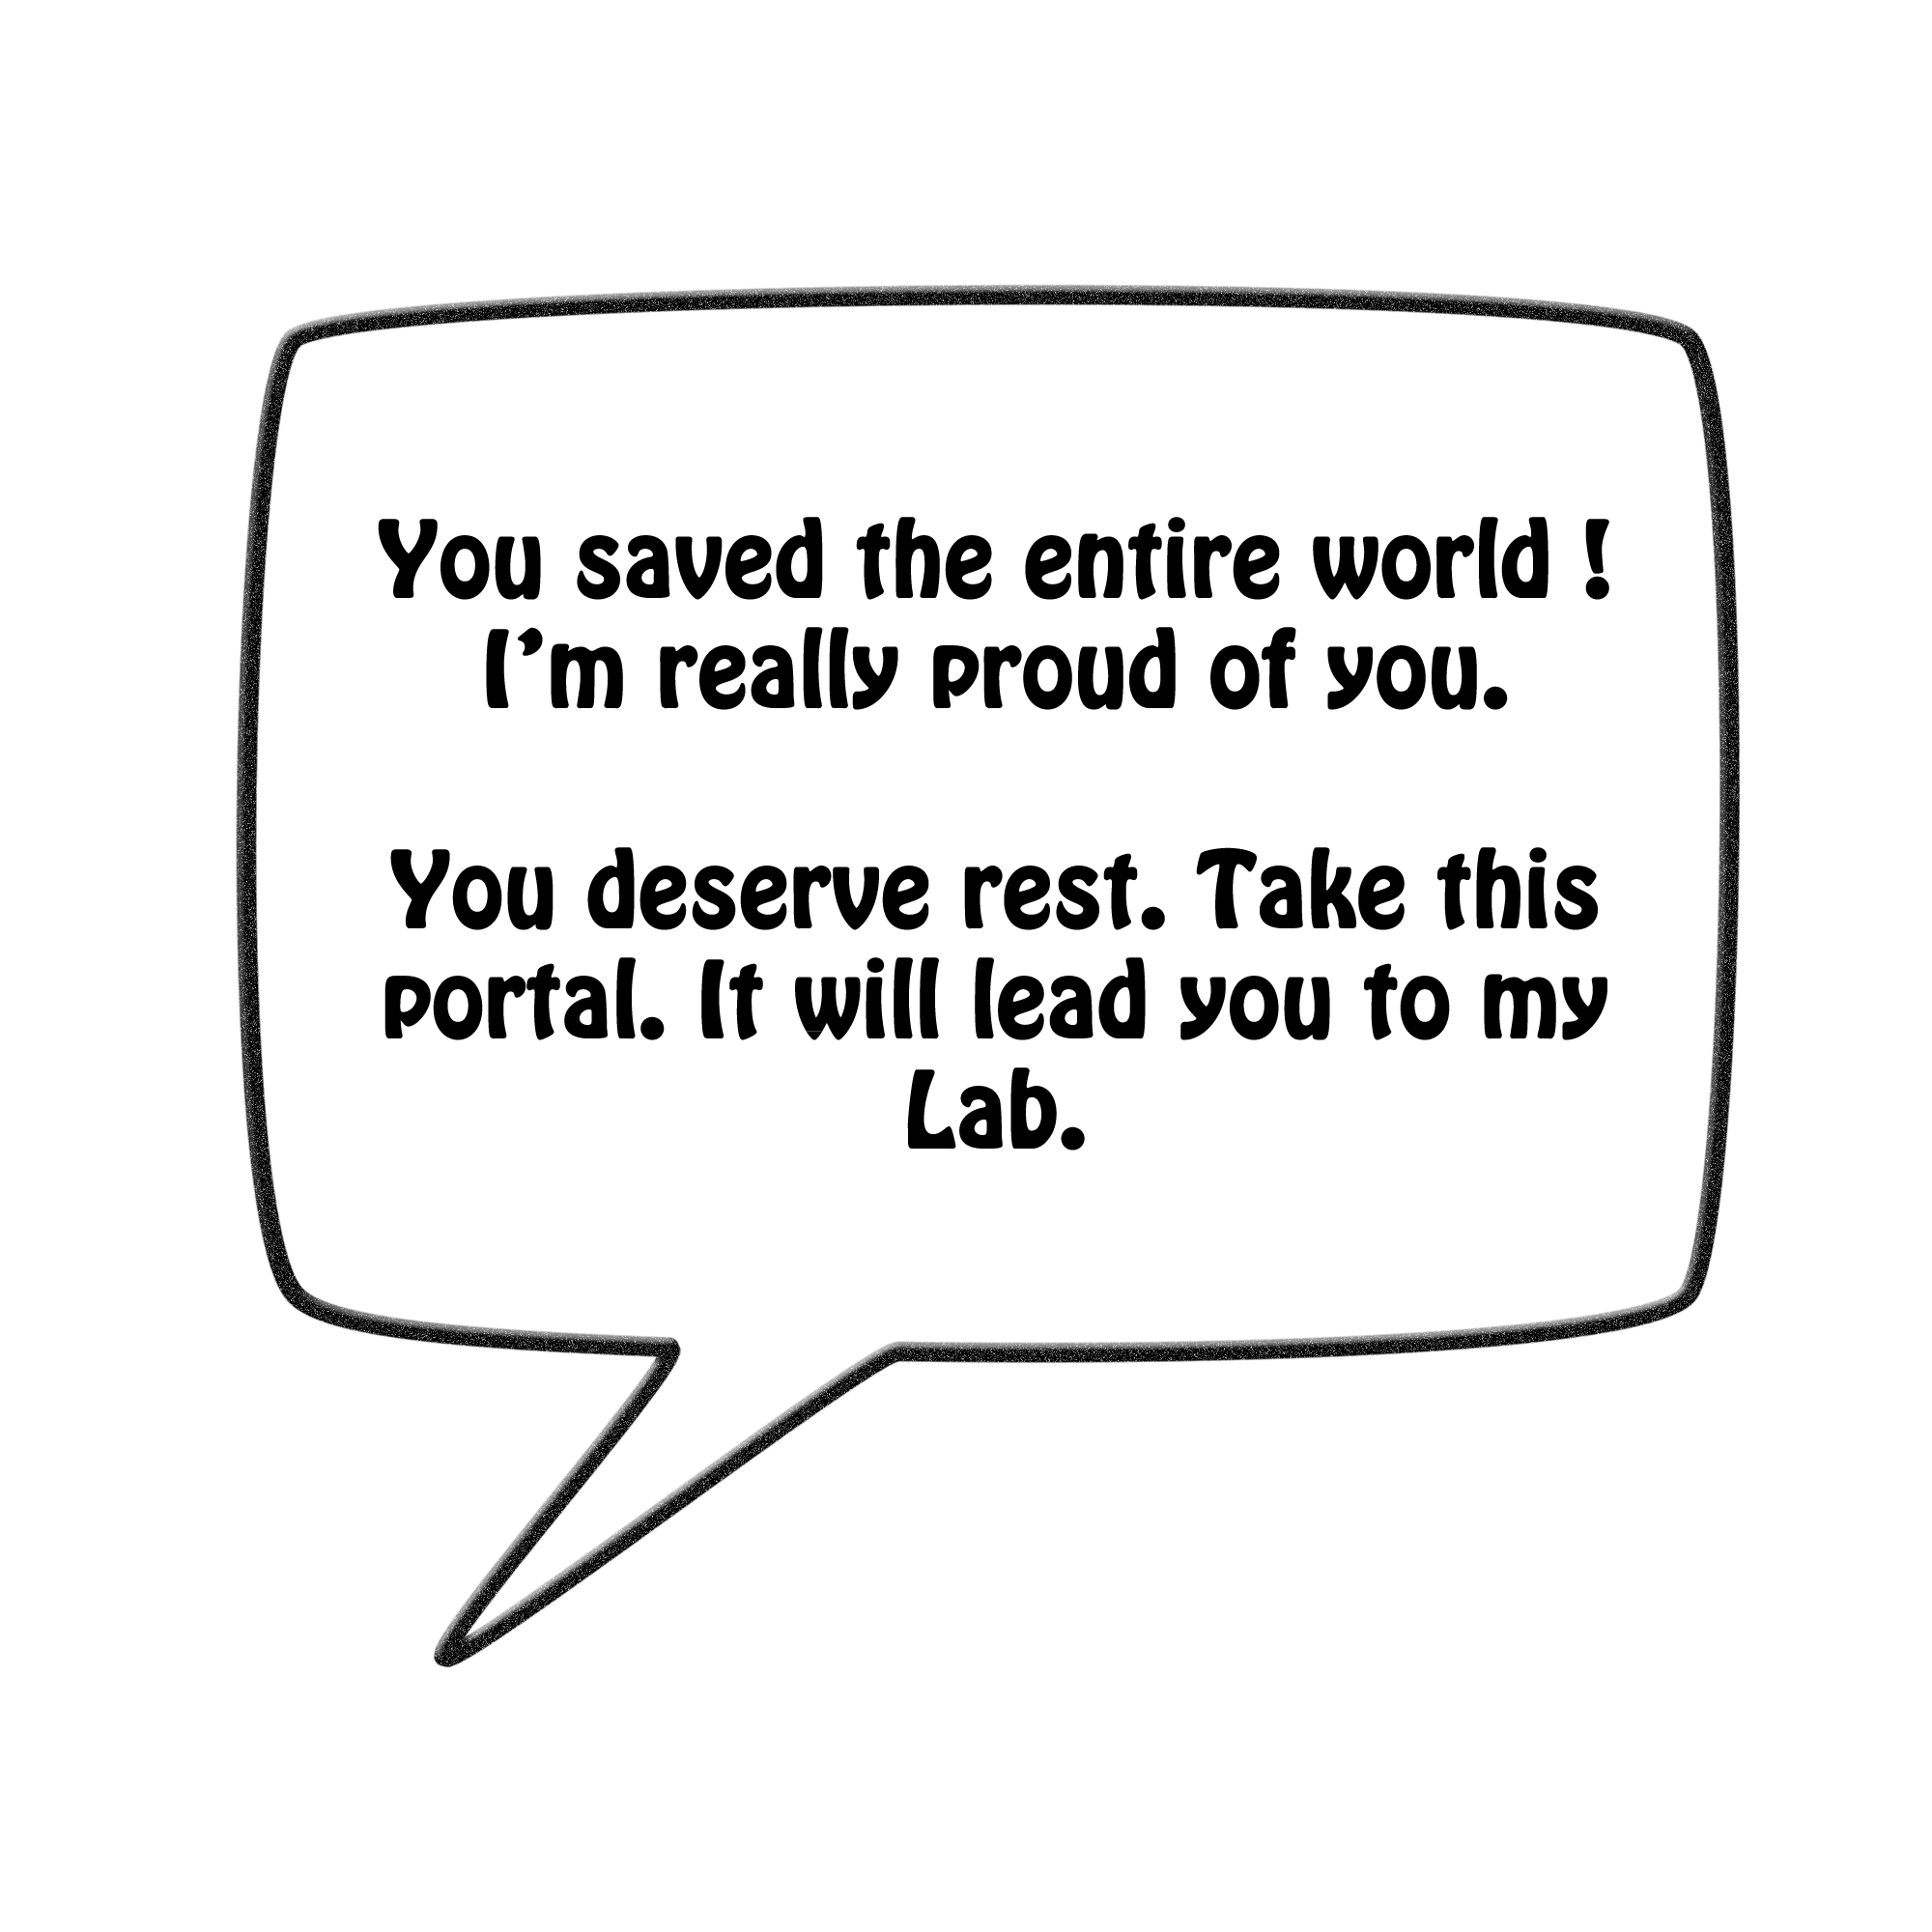 You saved the entire world !
I’m really proud of you.
You deserve rest. Take this
portal. It will lead you to my
Lab.